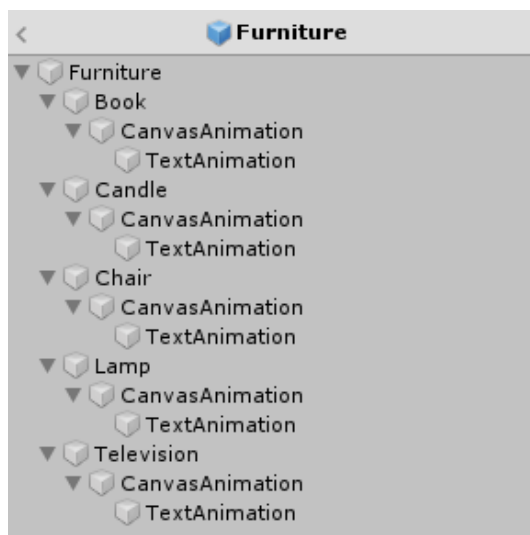 Furniture
Furniture
Book
CanvasAnimation
TextAnimation
Candle
CanvasAnimation
TextAnimation
Chair
CanvasAnimation
TextAnimation
Lamp
CanvasAnimation
TextAnimation
Television
CanvasAnimation
TextAnimation